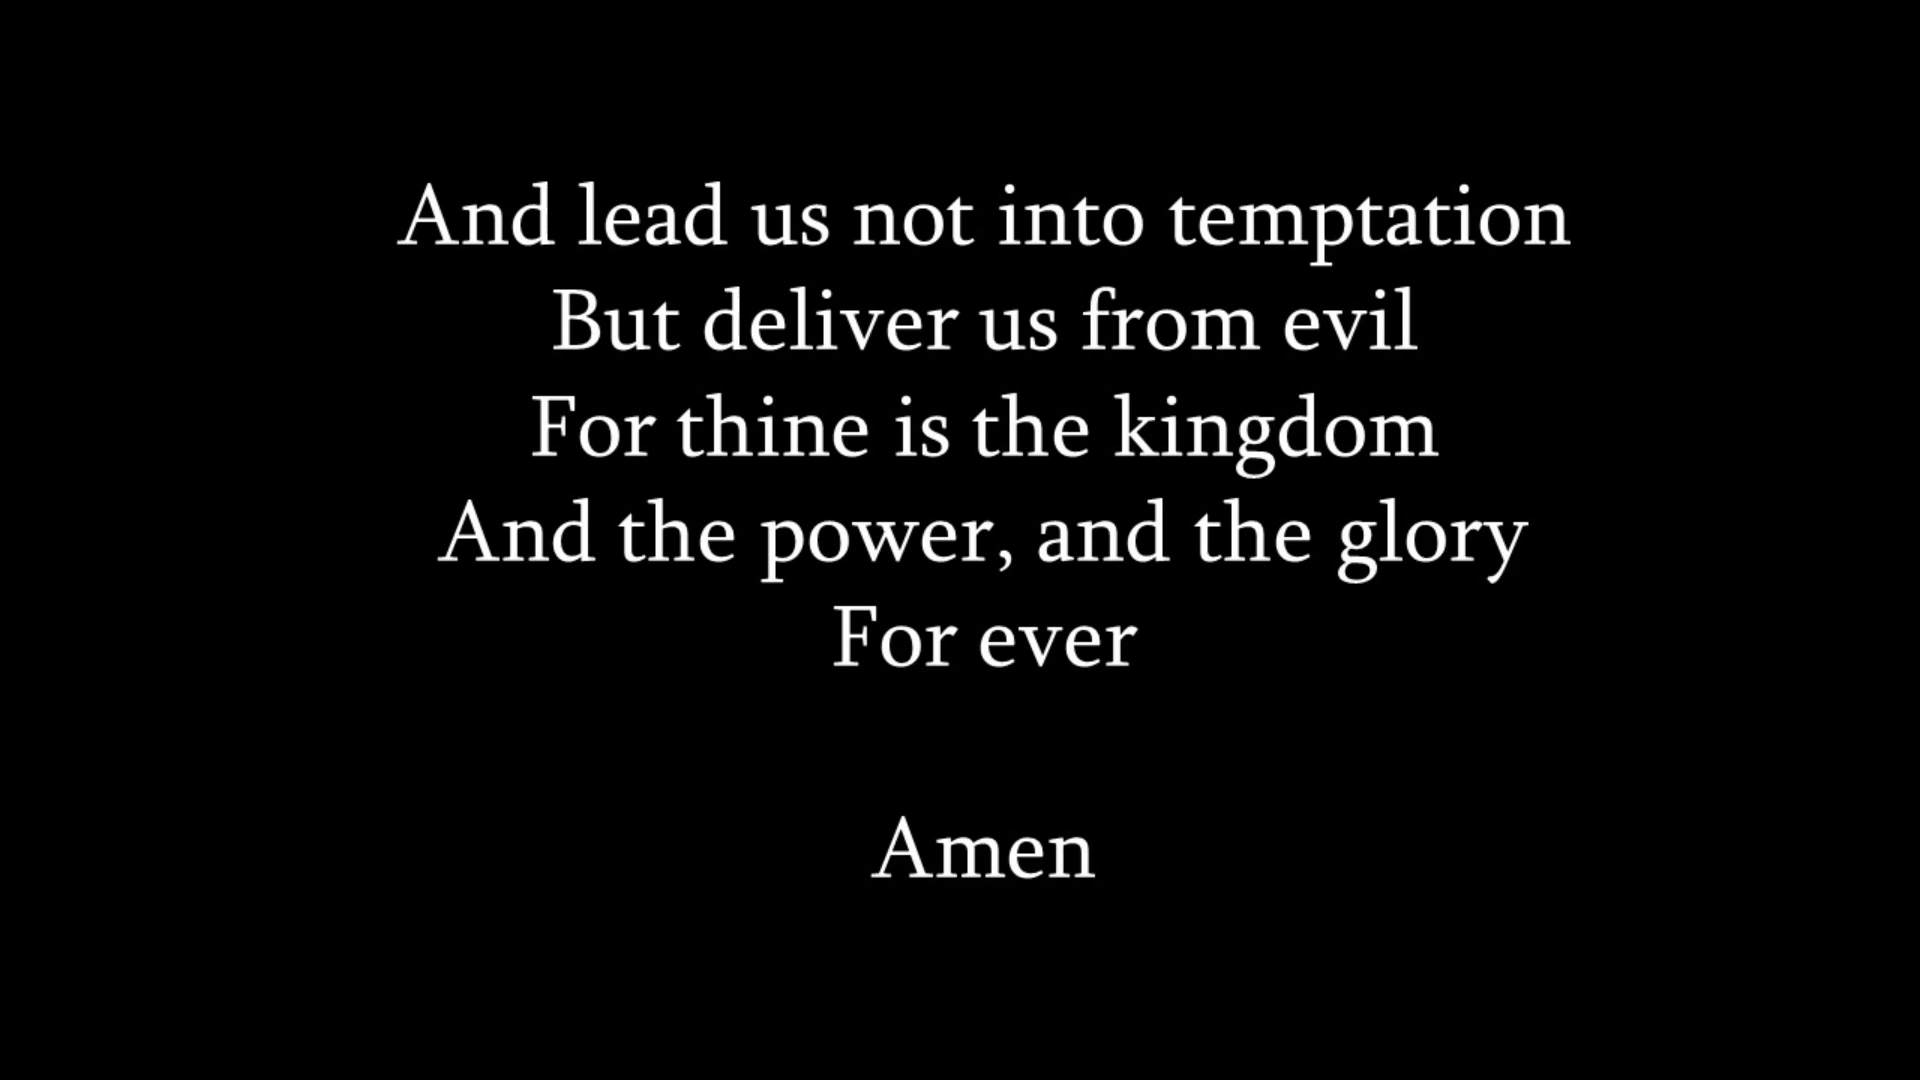 And lead us not into temptation
But deliver us from evil
For thine is the kingdom
And the power, and the glory
For ever
Amen